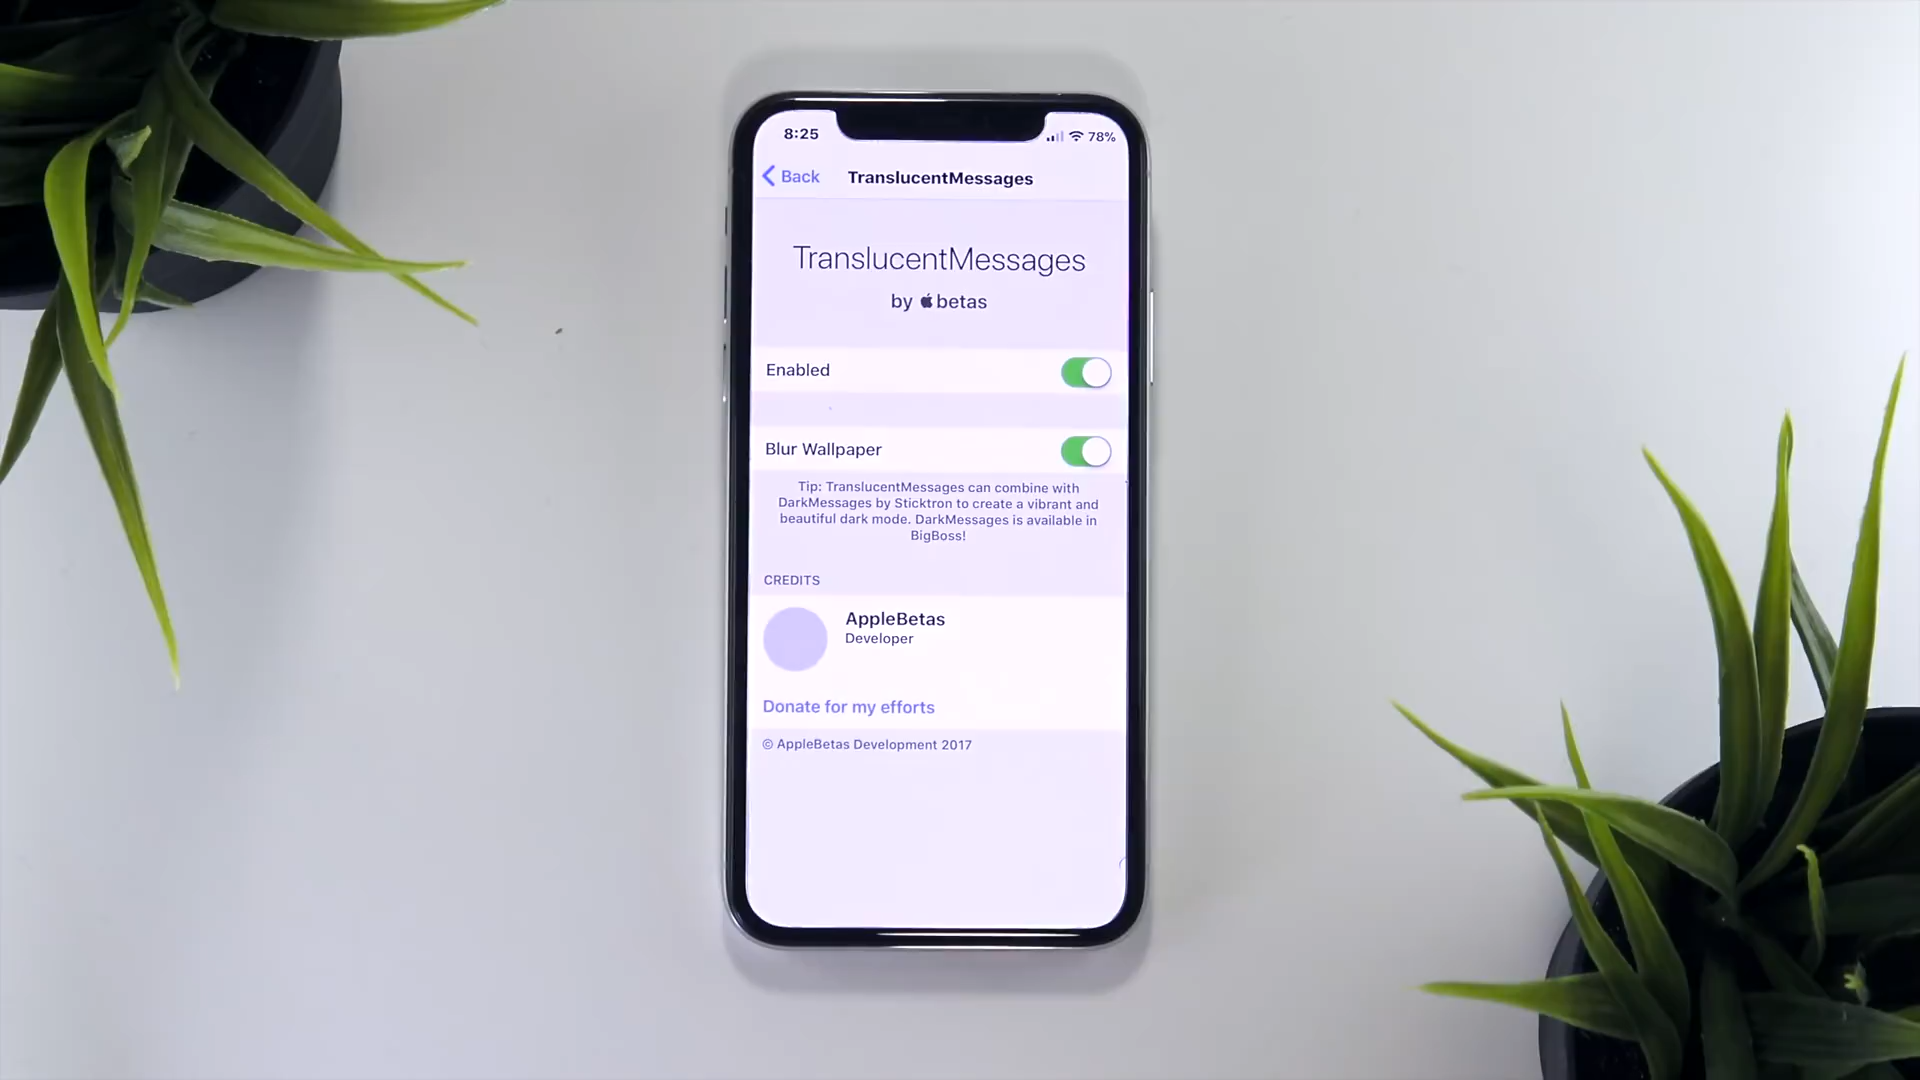 8:25
78%
Back
TranslucentMessages
TranslucentMessages
by betas
Enabled
Blur Wallpaper
Tip: TranslucentMessages can combine with
DarkMessages by Sticktron to create a vibrant and
beautiful dark mode. DarkMessages is available in
BigBoss!
CREDITS
AppleBetas
Developer
Donate for my efforts
© AppleBetas Development 2017